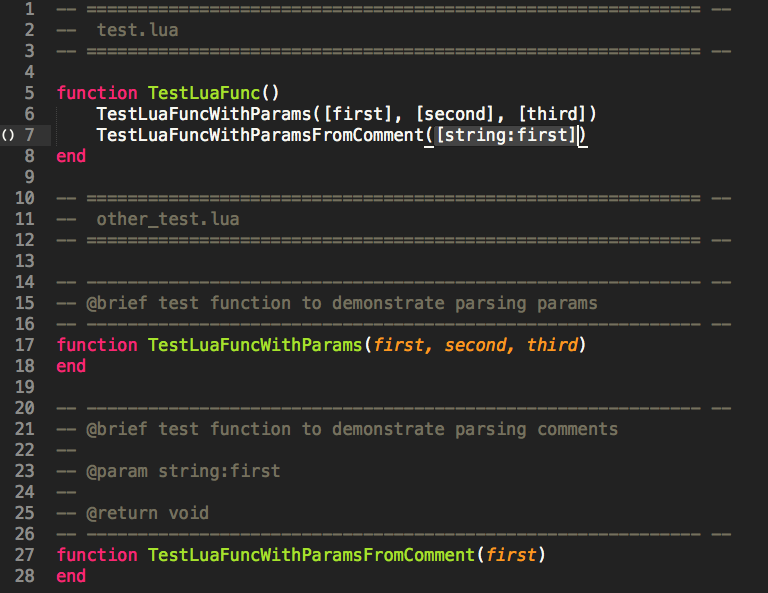 1 -- ============================================================ --
2 --  test.lua
3 -- ============================================================ --
4
5 function TestLuaFunc()
6     TestLuaFuncWithParams([first], [second], [third])
() 7     TestLuaFuncWithParamsFromComment([string:first])
8 end
9
10 -- ============================================================ --
11 --  other_test.lua
12 -- ============================================================ --
13
14 -- ------------------------------------------------------------ --
15 -- @brief test function to demonstrate parsing params
16 -- ------------------------------------------------------------ --
17 function TestLuaFuncWithParams(first, second, third)
18 end
19
20 -- ------------------------------------------------------------ --
21 -- @brief test function to demonstrate parsing comments
22 --
23 -- @param string:first
24 --
25 -- @return void
26 -- ------------------------------------------------------------ --
27 function TestLuaFuncWithParamsFromComment(first)
28 end